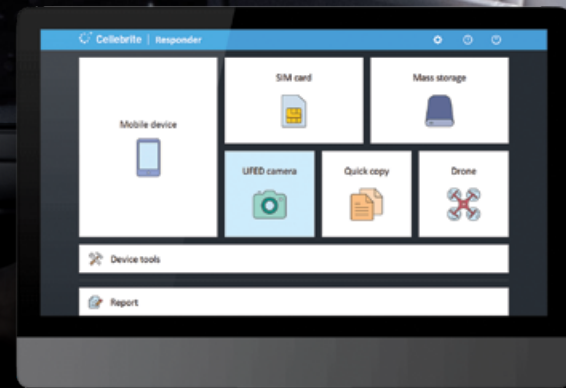 Cellebrite | Responder
Mobile device
SIM card
Mass storage
UFED camera
Quick copy
Drone
Device tools
Report